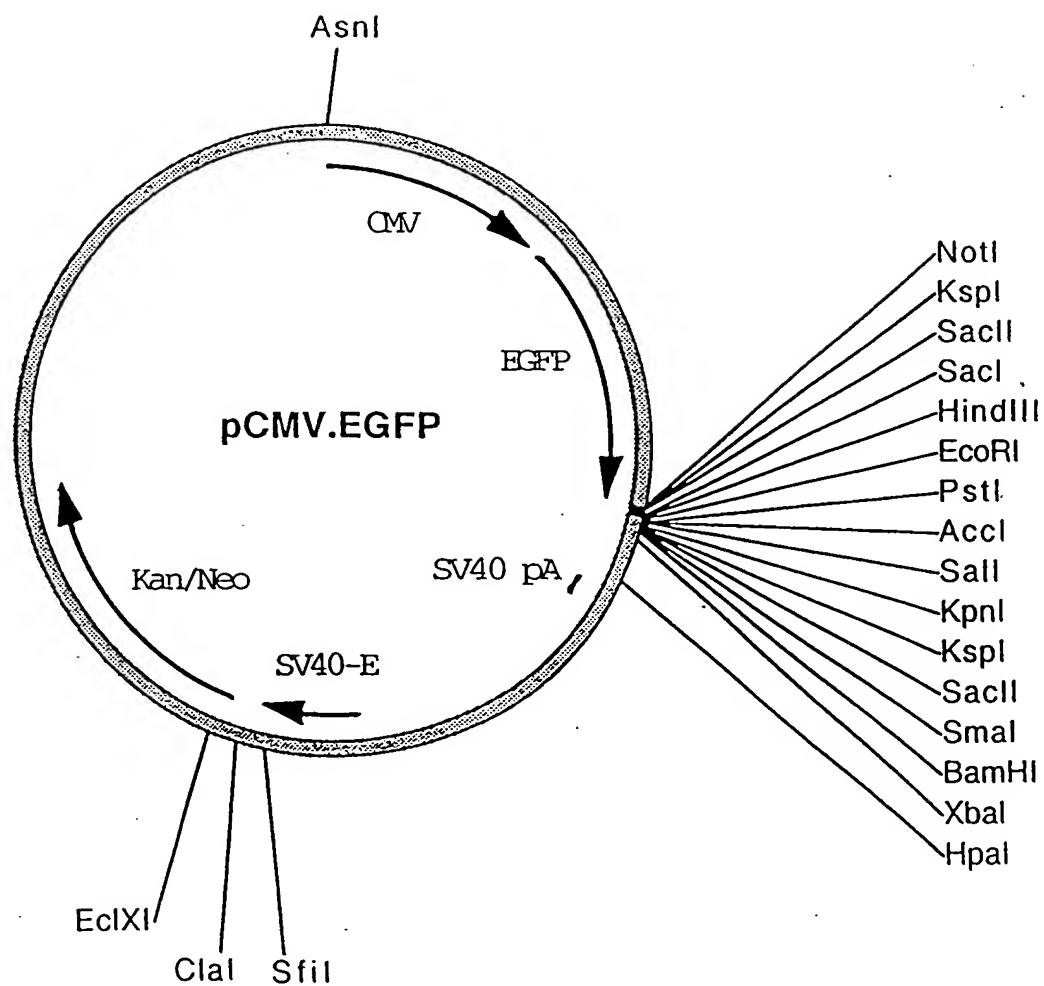 AsnI
CMV
EGFP
pCMV.EGFP
Kan/Neo
SV40 pA
SV40-E
NotI
KspI
SacII
SacI
HindIII
EcoRI
PstI
AccI
SalI
KpnI
KspI
SacII
SmaI
BamHI
XbaI
HpaI
EclXI
ClaI
SfiI